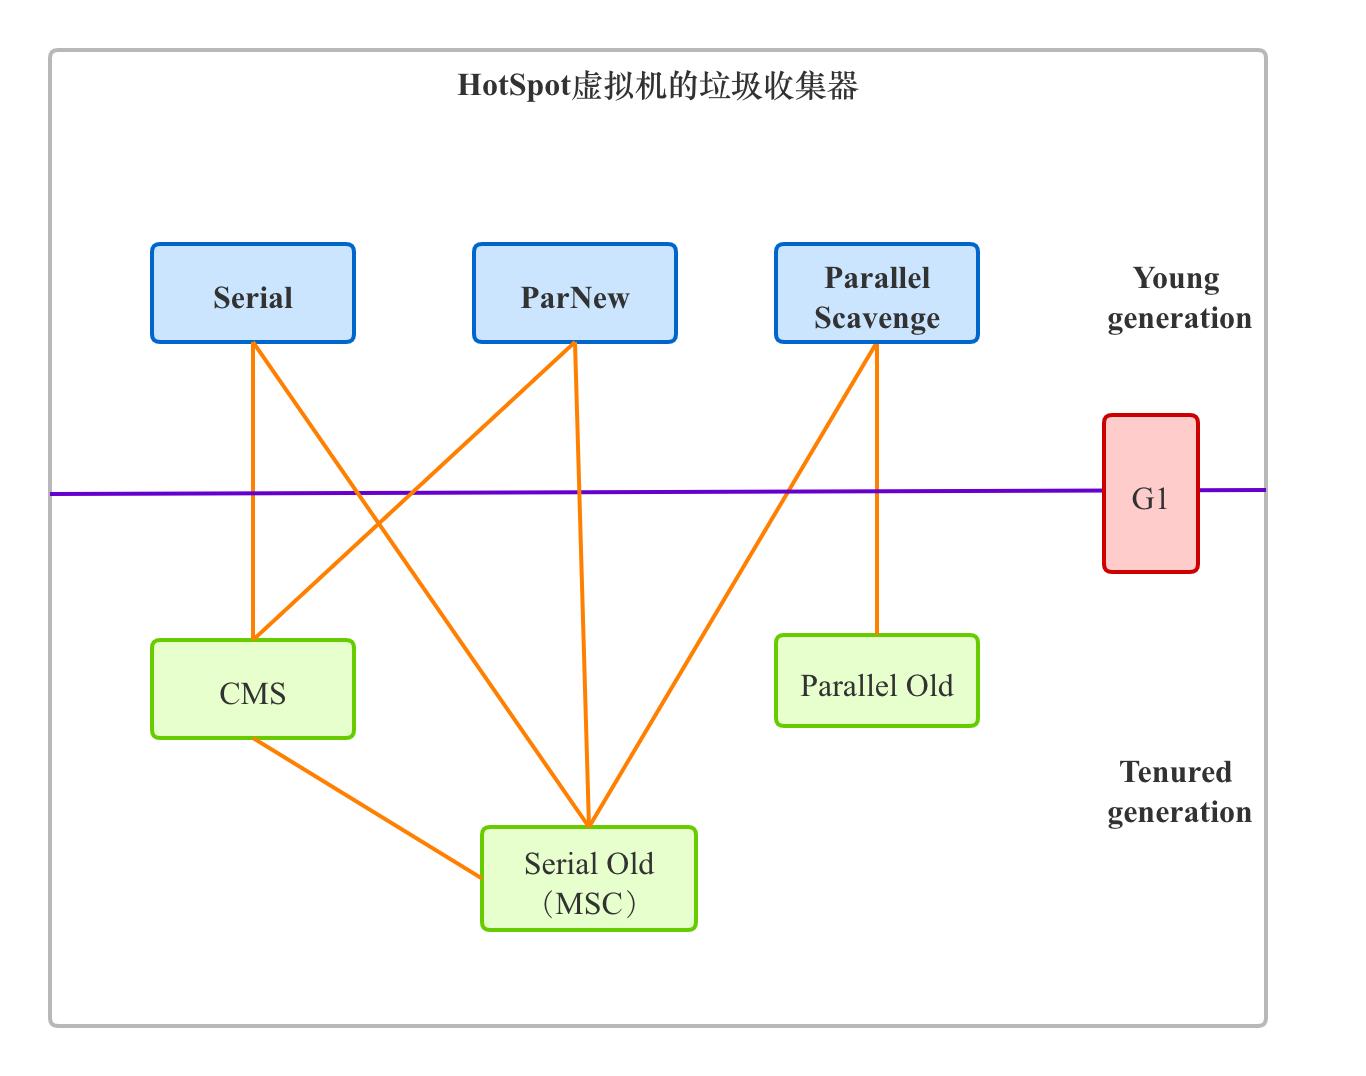 HotSpot虚拟机的垃圾收集器
Serial
ParNew
Parallel
Scavenge
Young
generation
G1
CMS
Parallel Old
Tenured
generation
Serial Old
（MSC）